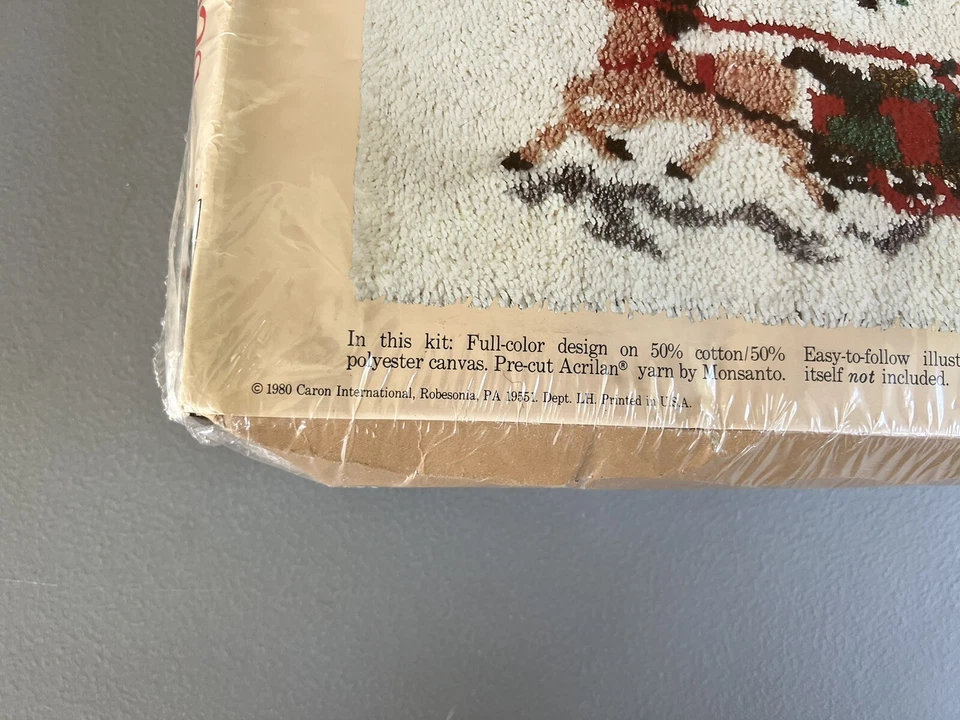 In this kit: Full-color design on 50% cotton/50%
polyester canvas. Pre-cut Acrilan® yarn by Monsanto.
Easy-to-follow illust
itself not included.
© 1980 Caron International, Robesonia, PA 19551. Dept. LH. Printed in U.S.A.